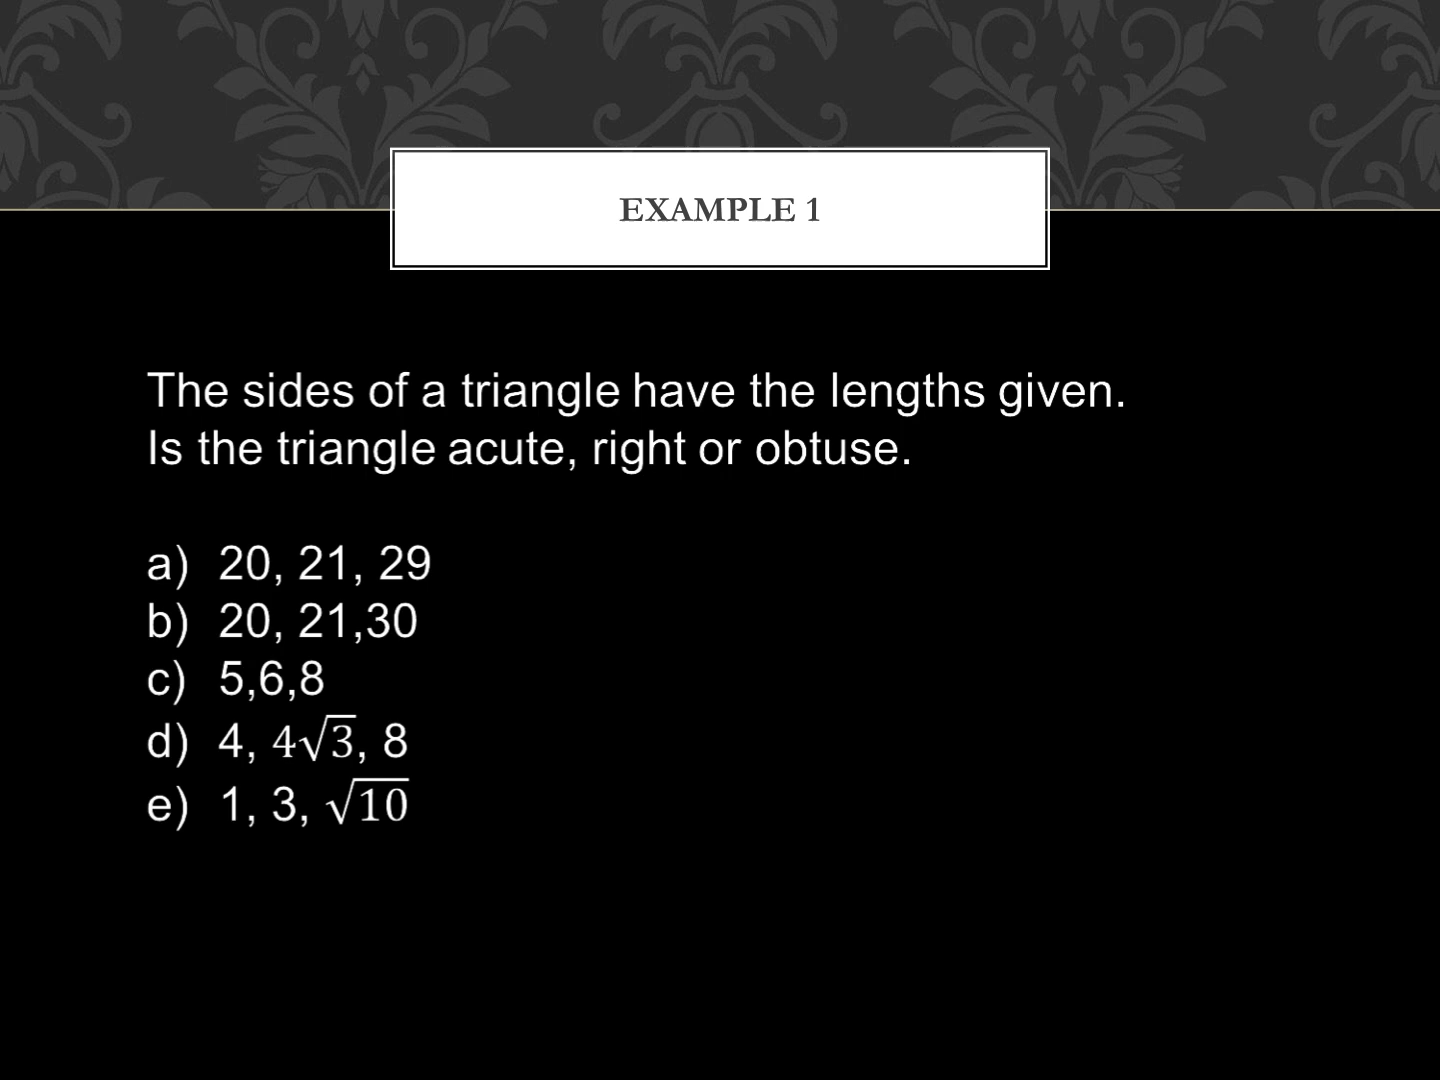 EXAMPLE 1
The sides of a triangle have the lengths given.
Is the triangle acute, right or obtuse.
a) 20, 21, 29
b) 20, 21,30
c) 5,6,8
d) 4, 4√3, 8
e) 1, 3, √10